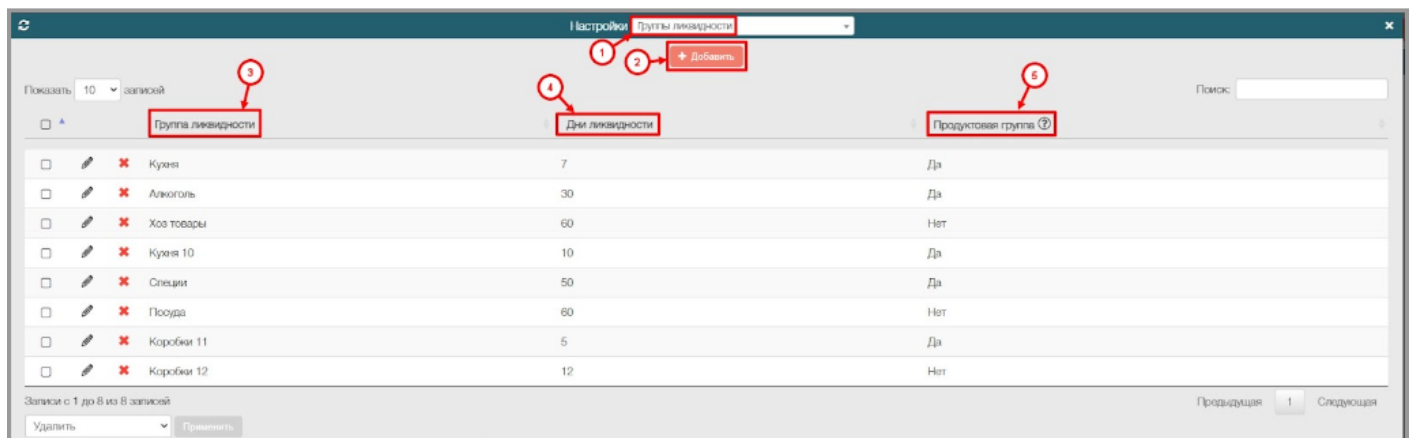 Настройки Группы ликвидности
1
2
+ Добавить
3
4
5
Показать 10 записей
Поиск:
Группа ликвидности Дни ликвидности Продуктовая группа ?
Кухня 7 Да
Алкоголь 30 Да
Хоз товары 60 Нет
Кухня 10 10 Да
Специи 50 Да
Посуда 60 Нет
Коробки 11 5 Да
Коробки 12 12 Нет
Записи с 1 до 8 из 8 записей
Предыдущая 1 Следующая
Удалить Применить